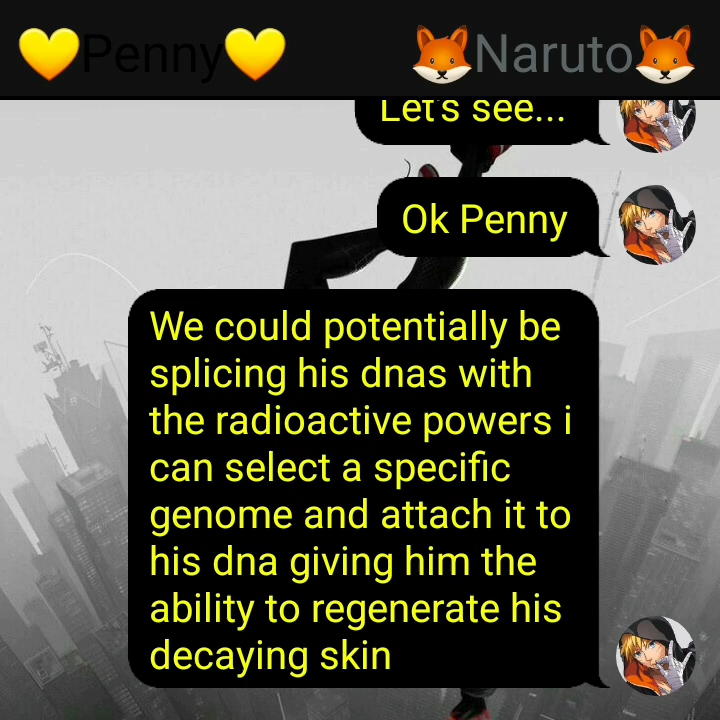 💛Penny💛 🦊Naruto🦊
Let's see...
Ok Penny
We could potentially be
splicing his dnas with
the radioactive powers i
can select a specific
genome and attach it to
his dna giving him the
ability to regenerate his
decaying skin